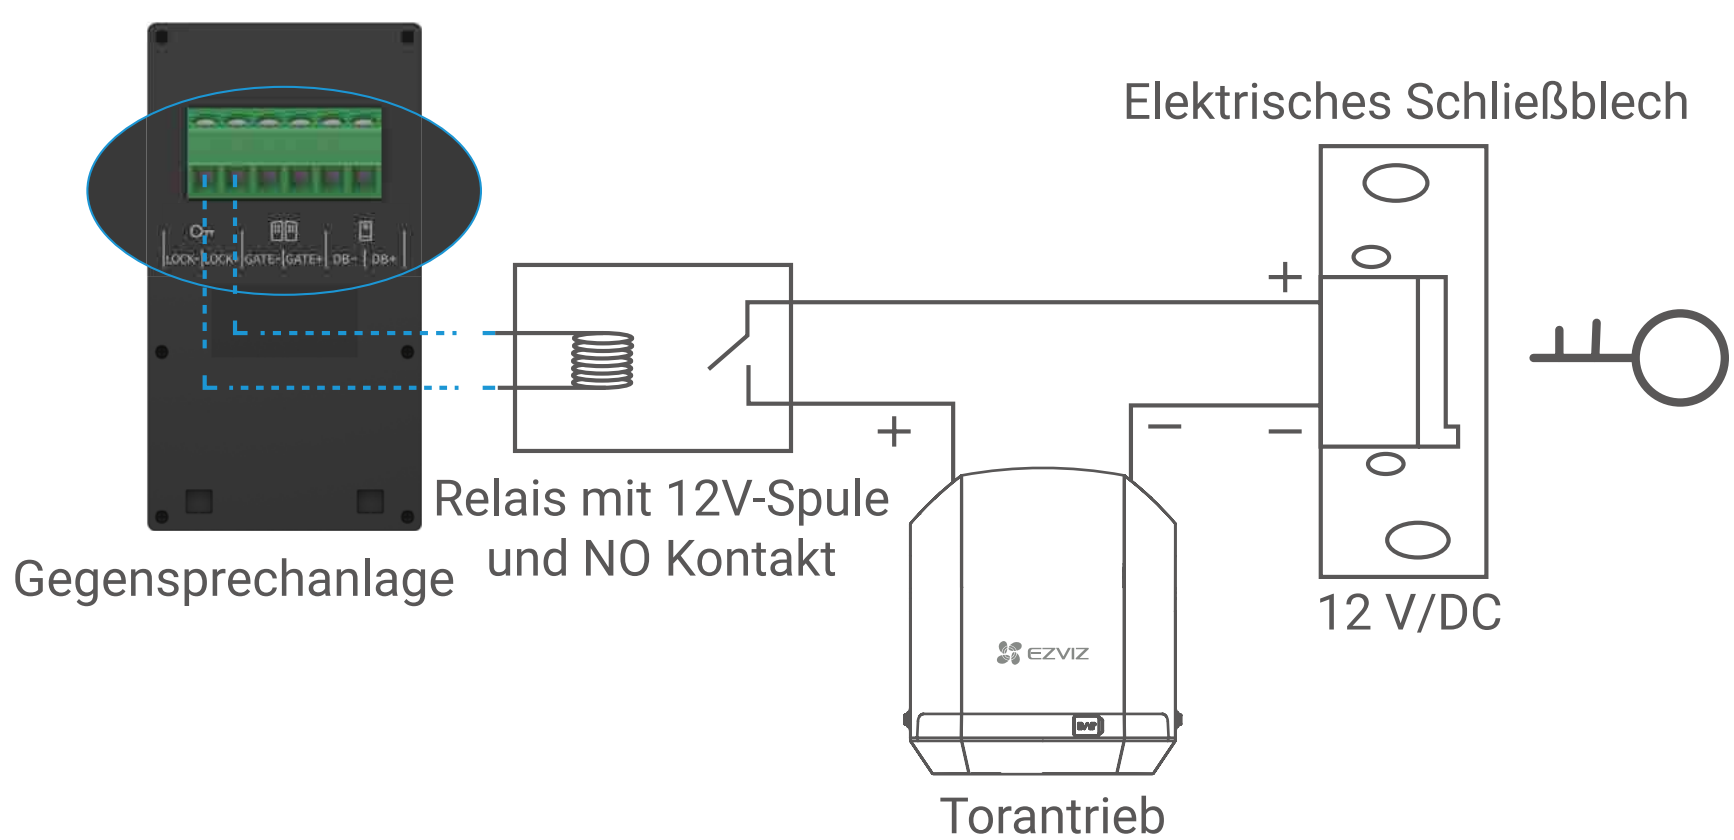 Elektrisches Schließblech
LOCK- LOCK+ GATE- GATE+ DB- DB+
+
+
−
−
Relais mit 12V-Spule
und NO Kontakt
Gegensprechanlage
12 V/DC
EZVIZ
Torantrieb